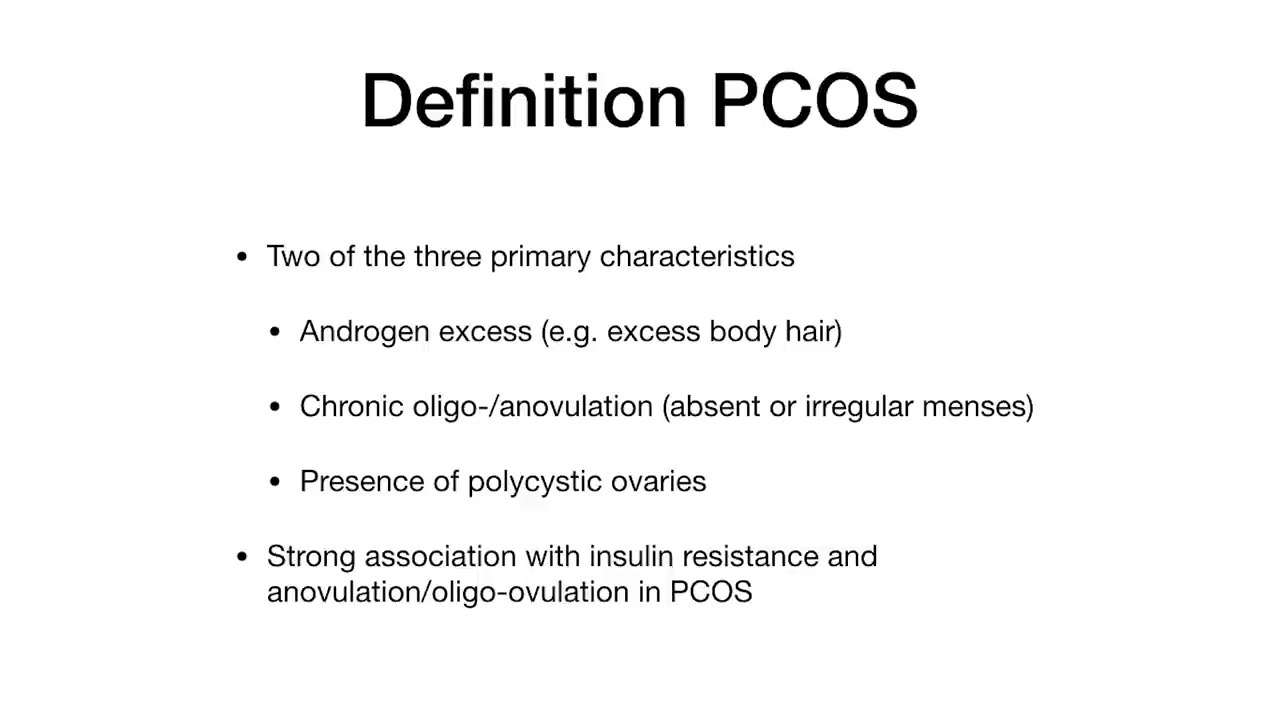 Definition PCOS
• Two of the three primary characteristics
• Androgen excess (e.g. excess body hair)
• Chronic oligo-/anovulation (absent or irregular menses)
• Presence of polycystic ovaries
• Strong association with insulin resistance and
anovulation/oligo-ovulation in PCOS